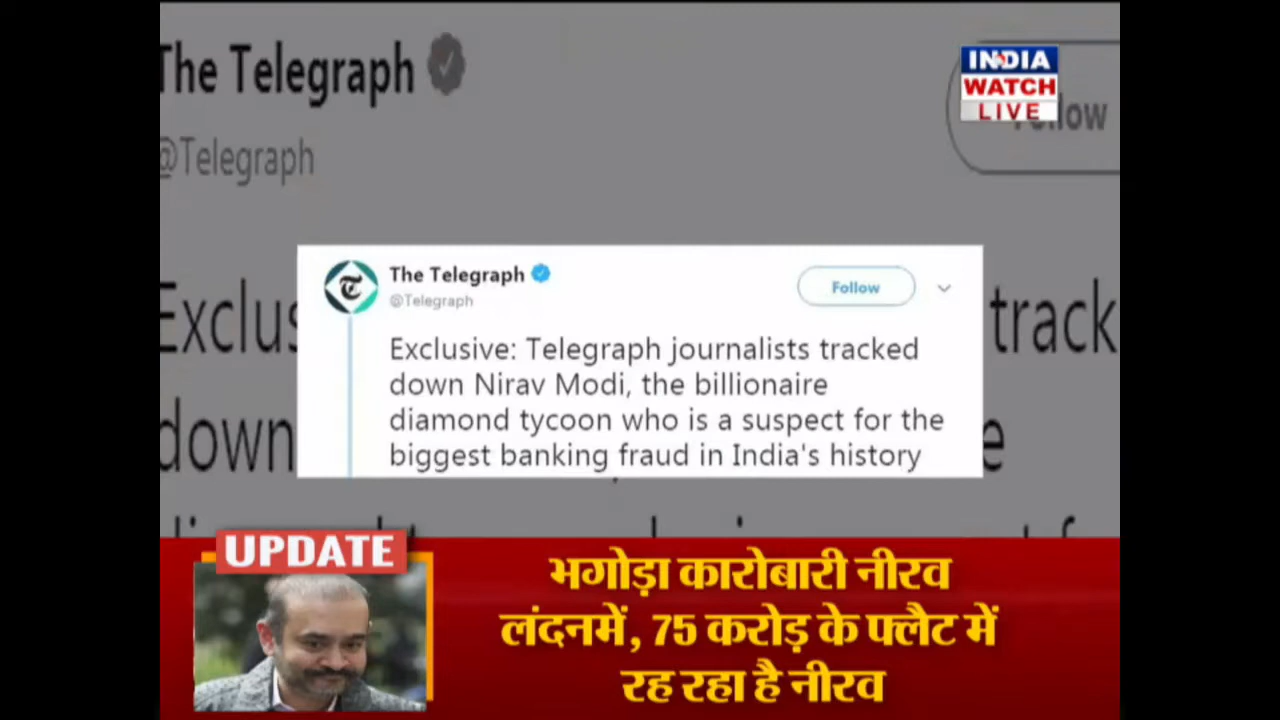 The Telegraph
@Telegraph
Follow
INDIA
WATCH
LIVE
Exclus
track
down
e
The Telegraph
@Telegraph
Follow
Exclusive: Telegraph journalists tracked
down Nirav Modi, the billionaire
diamond tycoon who is a suspect for the
biggest banking fraud in India's history
UPDATE
भगोड़ा कारोबारी नीरव
लंदनमें, 75 करोड़ के फ्लैट में
रह रहा है नीरव